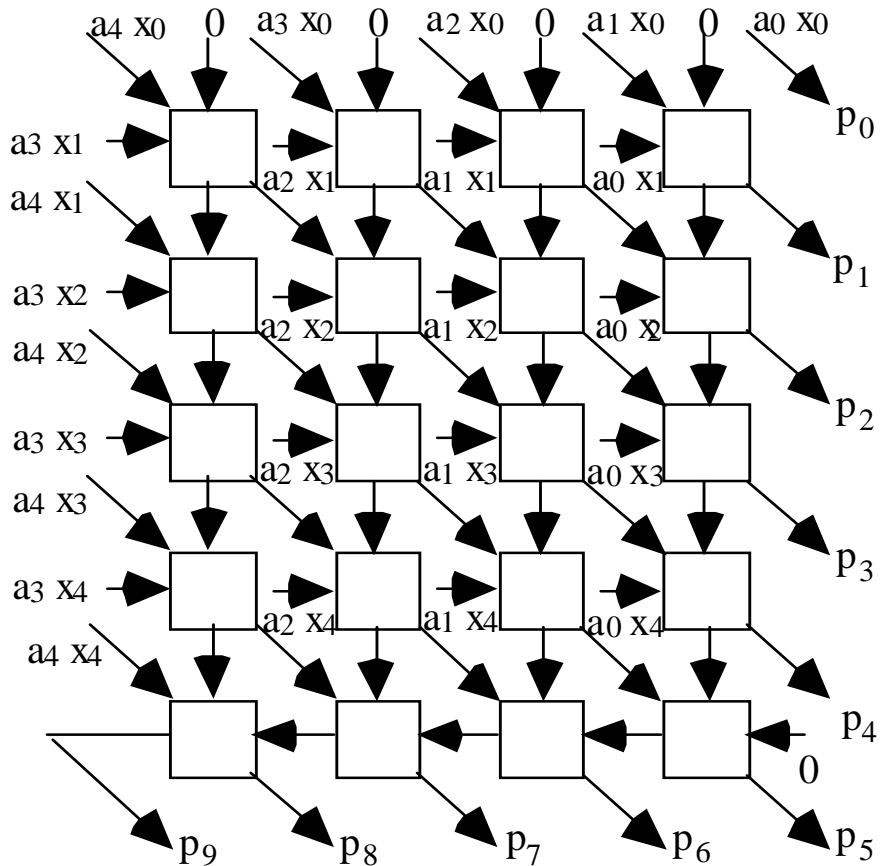 a4 x0 0 a3 x0 0 a2 x0 0 a1 x0 0 a0 x0
p0
a3 x1 a2 x1 a1 x1 a0 x1
a4 x1
p1
a3 x2 a2 x2 a1 x2 a0 x2
a4 x2
p2
a3 x3 a2 x3 a1 x3 a0 x3
a4 x3
p3
a3 x4 a2 x4 a1 x4 a0 x4
a4 x4
p4
0
p9 p8 p7 p6 p5